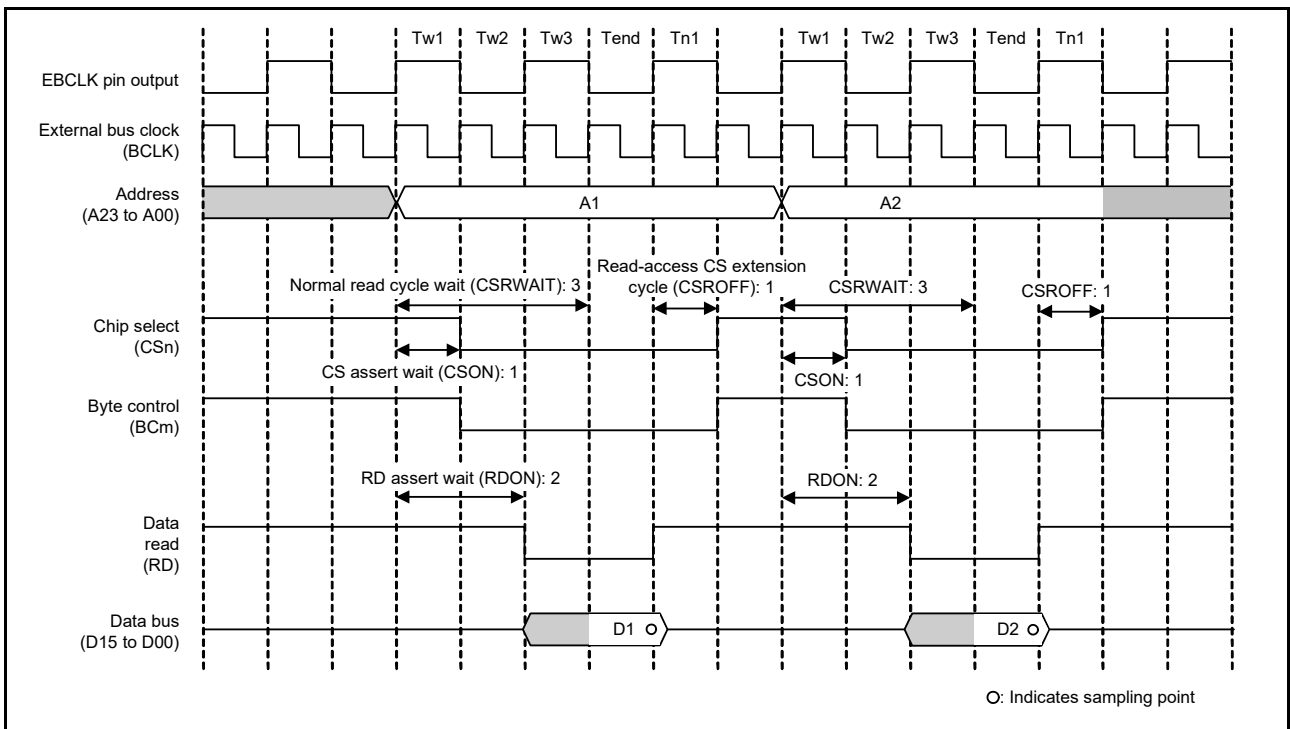 Tw1 Tw2 Tw3 Tend Tn1 Tw1 Tw2 Tw3 Tend Tn1
EBCLK pin output
External bus clock
(BCLK)
Address
(A23 to A00)
A1 A2
Normal read cycle wait (CSRWAIT): 3
Read-access CS extension
cycle (CSROFF): 1
CSRWAIT: 3
CSROFF: 1
Chip select
(CSn)
CS assert wait (CSON): 1
CSON: 1
Byte control
(BCm)
RD assert wait (RDON): 2
RDON: 2
Data
read
(RD)
Data bus
(D15 to D00)
D1 D2
O: Indicates sampling point